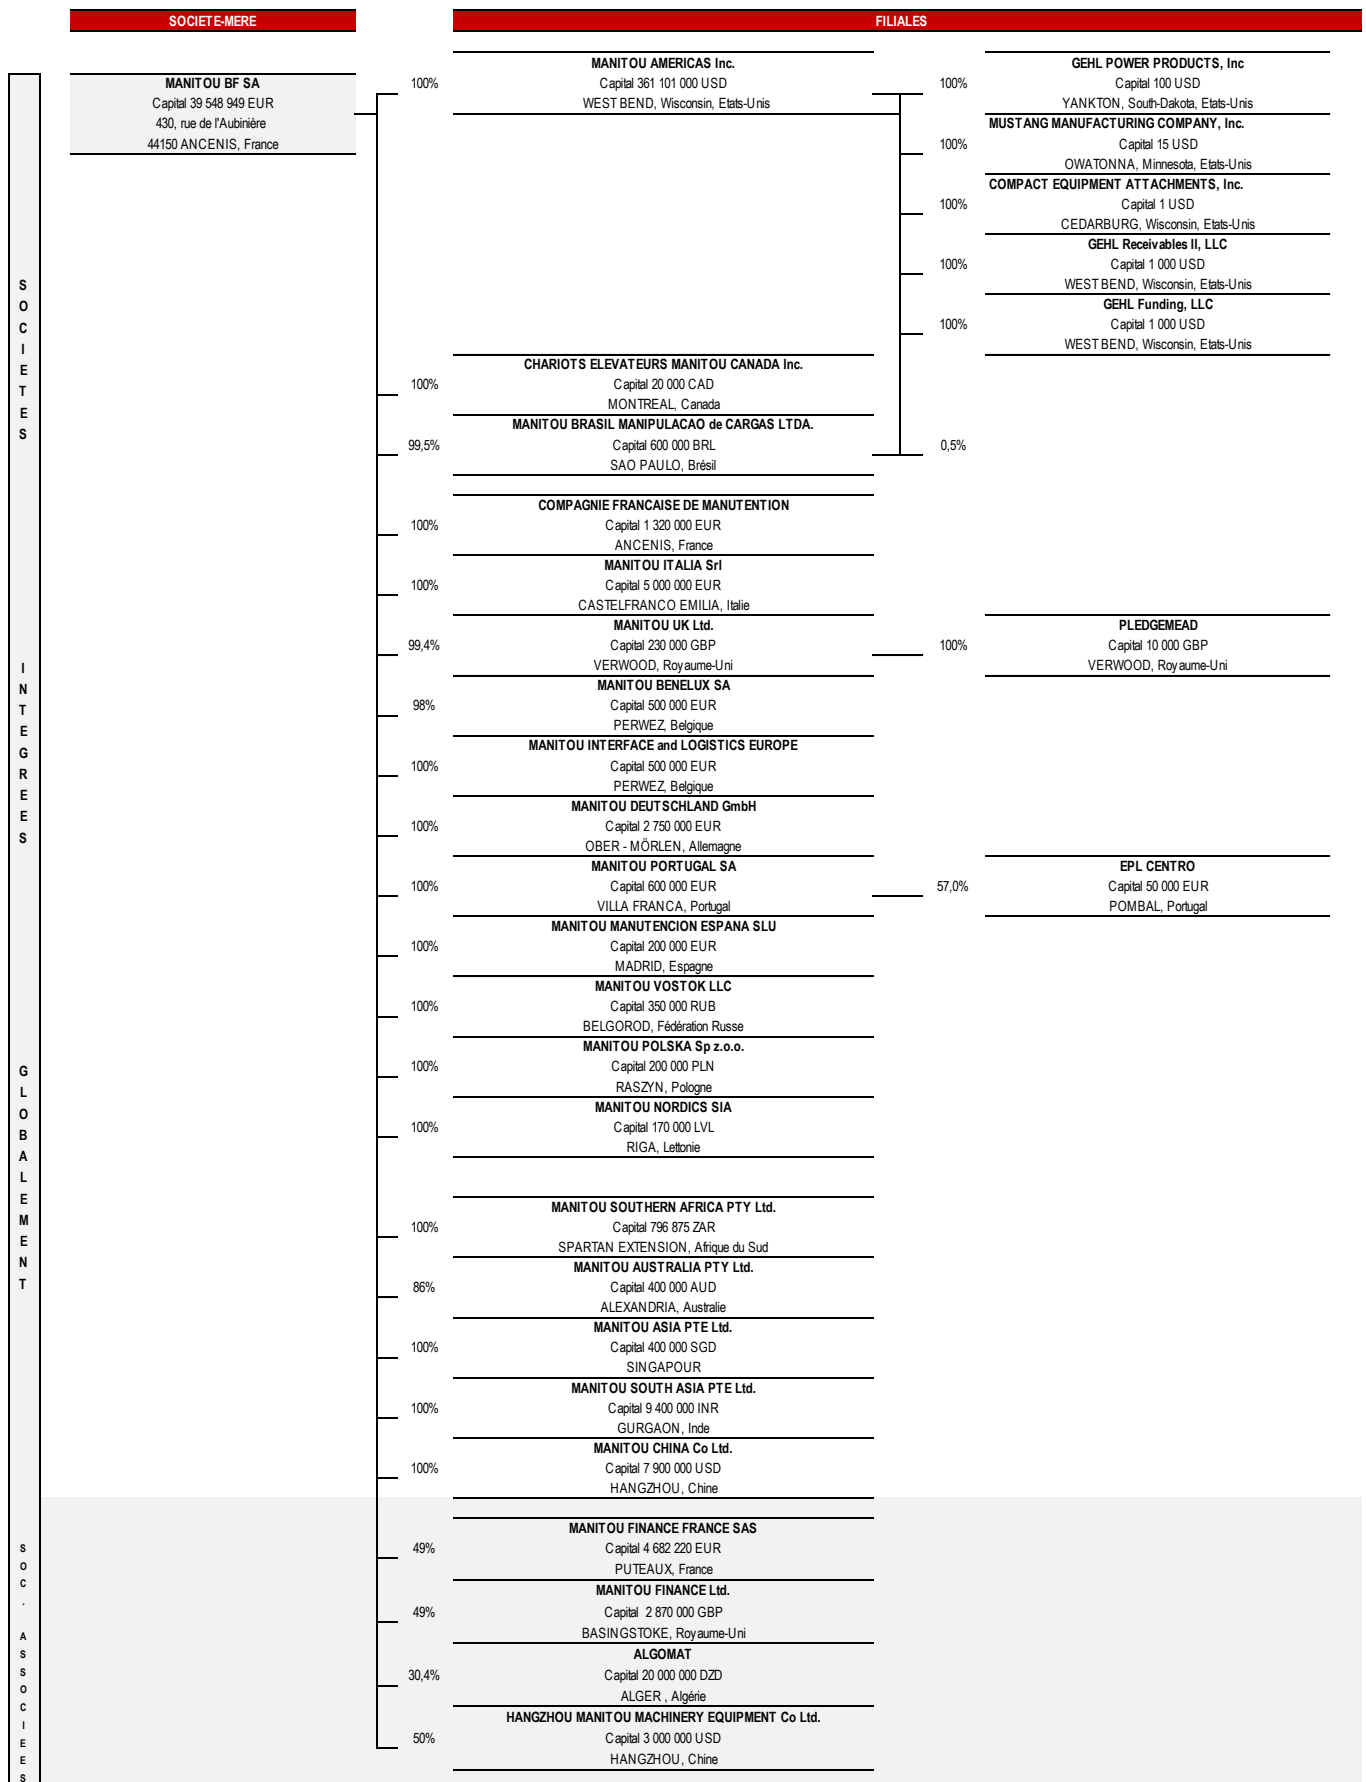 SOCIETE-MERE
FILIALES
MANITOU BF SA
Capital 39 548 949 EUR
430, rue de l'Aubinière
44150 ANCENIS, France
100%
MANITOU AMERICAS Inc.
Capital 361 101 000 USD
WEST BEND, Wisconsin, Etats-Unis
100%
GEHL POWER PRODUCTS, Inc
Capital 100 USD
YANKTON, South-Dakota, Etats-Unis
100%
MUSTANG MANUFACTURING COMPANY, Inc.
Capital 15 USD
OWATONNA, Minnesota, Etats-Unis
100%
COMPACT EQUIPMENT ATTACHMENTS, Inc.
Capital 1 USD
CEDARBURG, Wisconsin, Etats-Unis
100%
GEHL Receivables II, LLC
Capital 1 000 USD
WEST BEND, Wisconsin, Etats-Unis
100%
GEHL Funding, LLC
Capital 1 000 USD
WEST BEND, Wisconsin, Etats-Unis
100%
CHARIOTS ELEVATEURS MANITOU CANADA Inc.
Capital 20 000 CAD
MONTREAL, Canada
99,5%
MANITOU BRASIL MANIPULACAO de CARGAS LTDA.
Capital 600 000 BRL
SAO PAULO, Brésil
0,5%
100%
COMPAGNIE FRANCAISE DE MANUTENTION
Capital 1 320 000 EUR
ANCENIS, France
100%
MANITOU ITALIA Srl
Capital 5 000 000 EUR
CASTELFRANCO EMILIA, Italie
99,4%
MANITOU UK Ltd.
Capital 230 000 GBP
VERWOOD, Royaume-Uni
100%
PLEDGEMEAD
Capital 10 000 GBP
VERWOOD, Royaume-Uni
98%
MANITOU BENELUX SA
Capital 500 000 EUR
PERWEZ, Belgique
100%
MANITOU INTERFACE and LOGISTICS EUROPE
Capital 500 000 EUR
PERWEZ, Belgique
100%
MANITOU DEUTSCHLAND GmbH
Capital 2 750 000 EUR
OBER - MÖRLEN, Allemagne
100%
MANITOU PORTUGAL SA
Capital 600 000 EUR
VILLA FRANCA, Portugal
57,0%
EPL CENTRO
Capital 50 000 EUR
POMBAL, Portugal
100%
MANITOU MANUTENCION ESPANA SLU
Capital 200 000 EUR
MADRID, Espagne
100%
MANITOU VOSTOK LLC
Capital 350 000 RUB
BELGOROD, Fédération Russe
100%
MANITOU POLSKA Sp z.o.o.
Capital 200 000 PLN
RASZYN, Pologne
100%
MANITOU NORDICS SIA
Capital 170 000 LVL
RIGA, Lettonie
100%
MANITOU SOUTHERN AFRICA PTY Ltd.
Capital 796 875 ZAR
SPARTAN EXTENSION, Afrique du Sud
86%
MANITOU AUSTRALIA PTY Ltd.
Capital 400 000 AUD
ALEXANDRIA, Australie
100%
MANITOU ASIA PTE Ltd.
Capital 400 000 SGD
SINGAPOUR
100%
MANITOU SOUTH ASIA PTE Ltd.
Capital 9 400 000 INR
GURGAON, Inde
100%
MANITOU CHINA Co Ltd.
Capital 7 900 000 USD
HANGZHOU, Chine
49%
MANITOU FINANCE FRANCE SAS
Capital 4 682 220 EUR
PUTEAUX, France
49%
MANITOU FINANCE Ltd.
Capital 2 870 000 GBP
BASINGSTOKE, Royaume-Uni
30,4%
ALGOMAT
Capital 20 000 000 DZD
ALGER , Algérie
50%
HANGZHOU MANITOU MACHINERY EQUIPMENT Co Ltd.
Capital 3 000 000 USD
HANGZHOU, Chine
SOCIETES
INTEGREES
GLOBALEMENT
SOC. ASSOCIEES